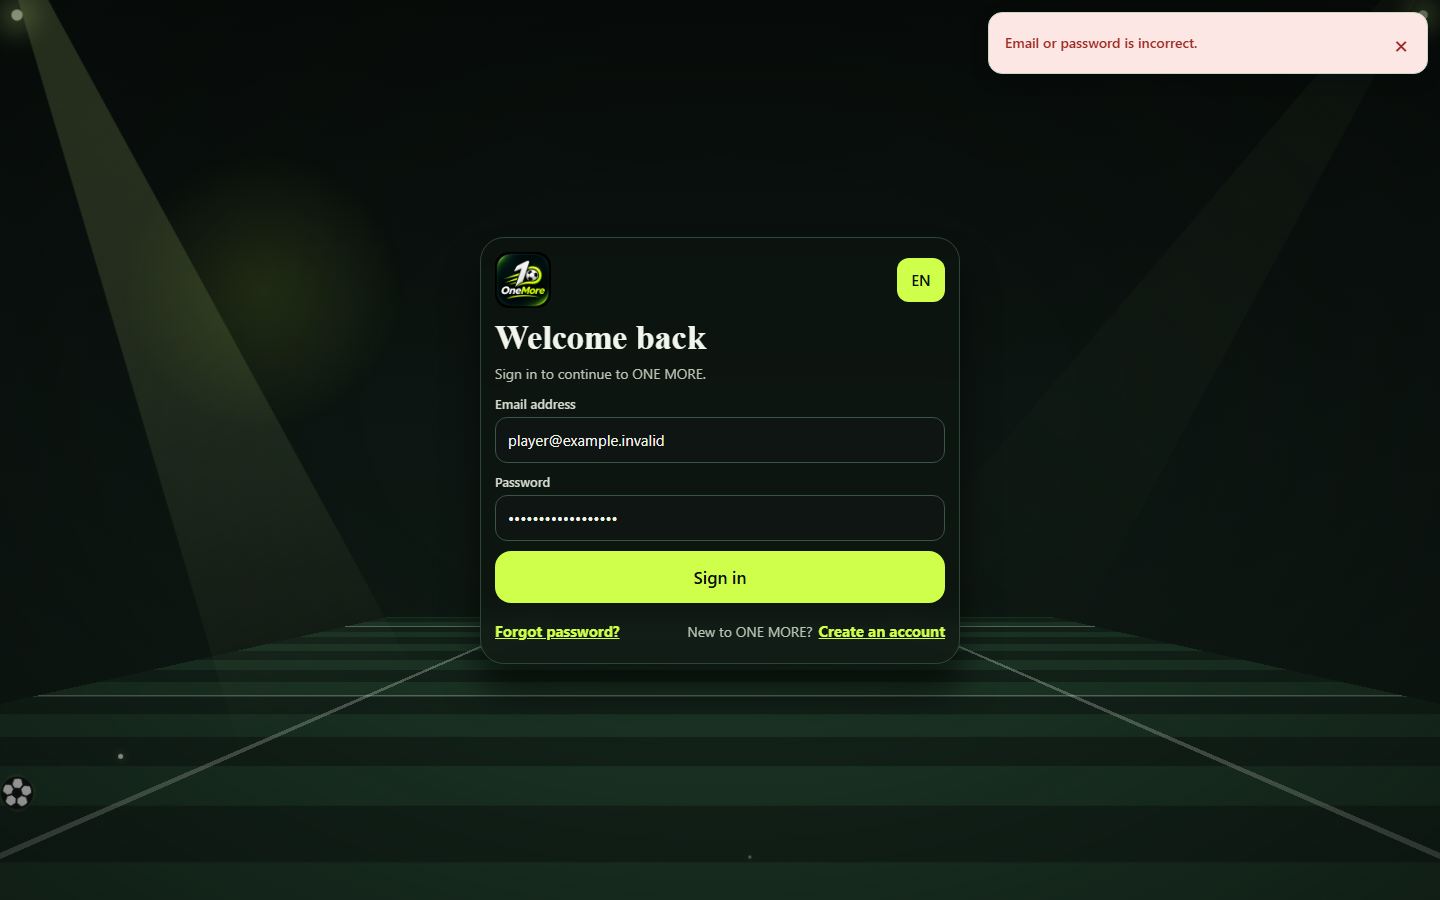 Email or password is incorrect.
OneMore
EN
Welcome back
Sign in to continue to ONE MORE.
Email address
player@example.invalid
Password
••••••••••••••••••
Sign in
Forgot password? New to ONE MORE? Create an account